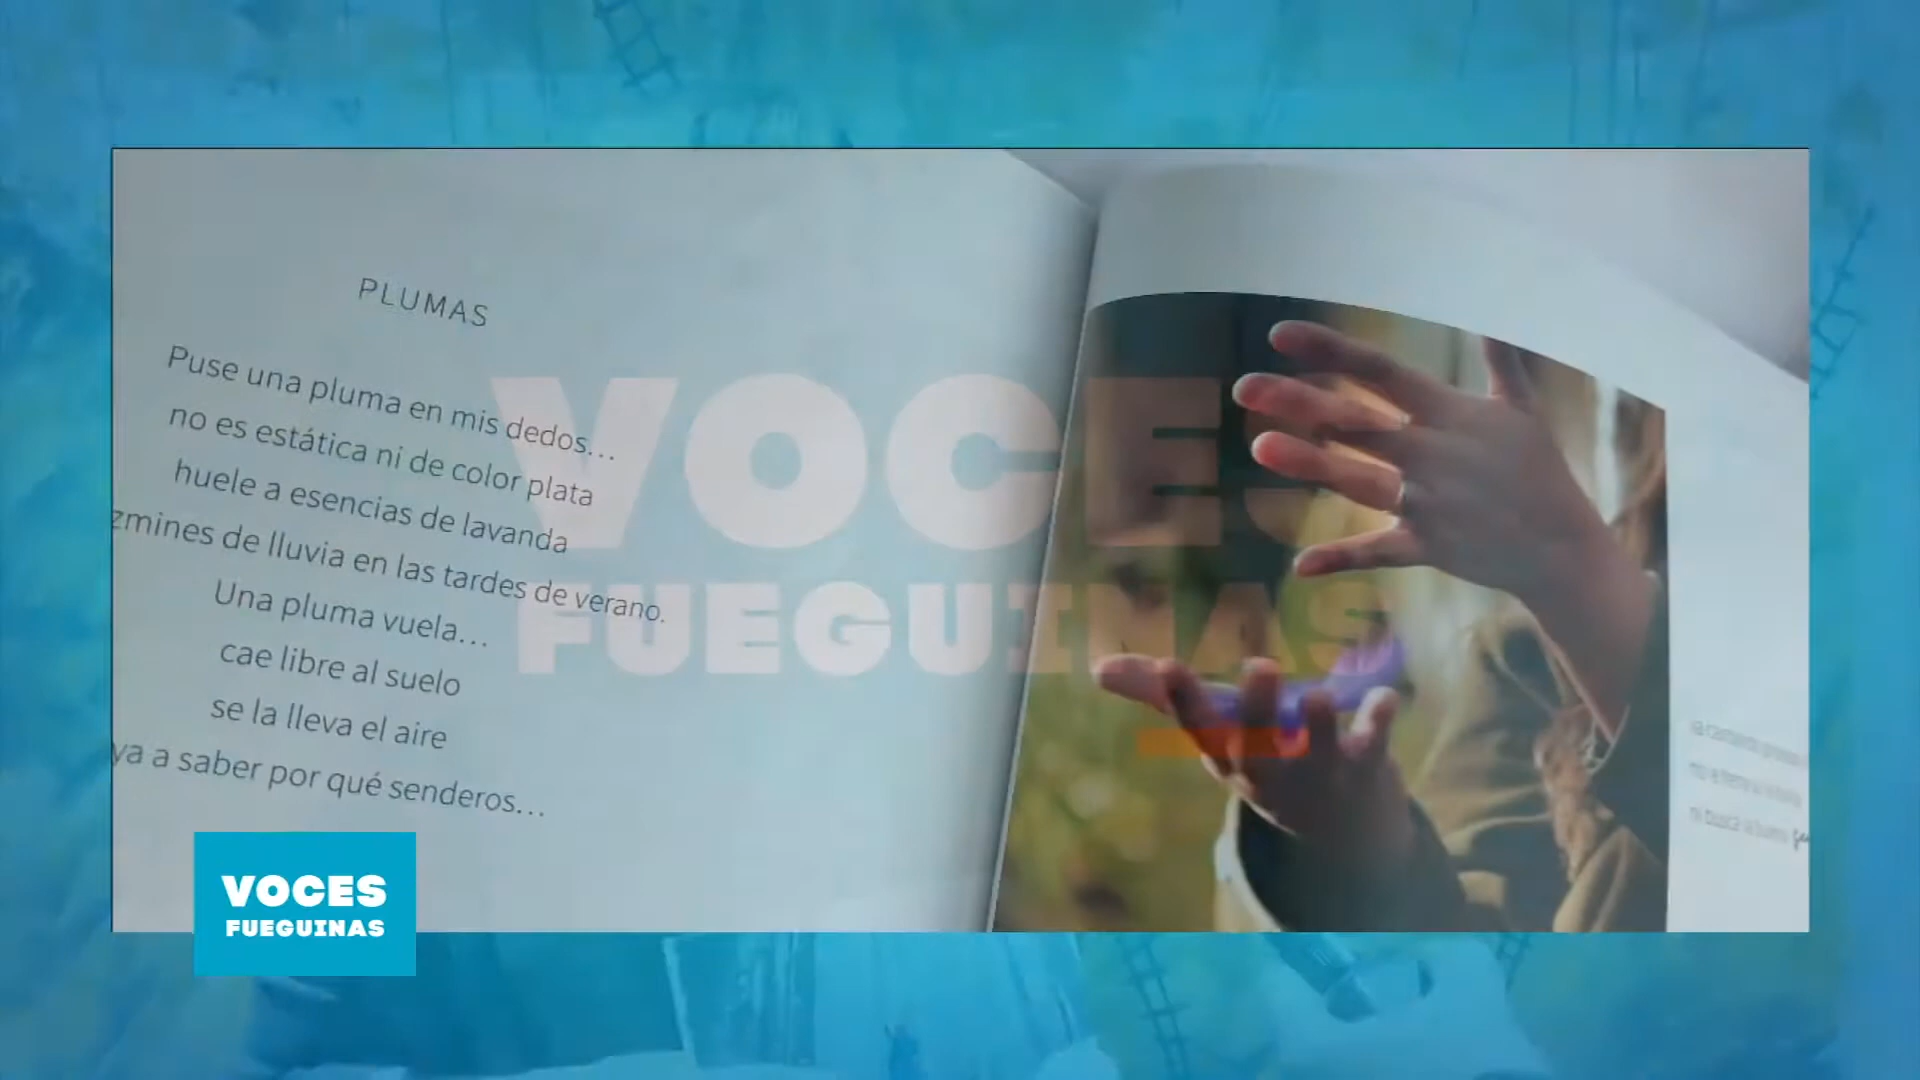 PLUMAS
Puse una pluma en mis dedos...
no es estática ni de color plata
huele a esencias de lavanda
zmines de lluvia en las tardes de verano.
Una pluma vuela...
cae libre al suelo
se la lleva el aire
ya a saber por qué senderos...
VOCES
FUEGUINAS
VOCES
FUEGUINAS